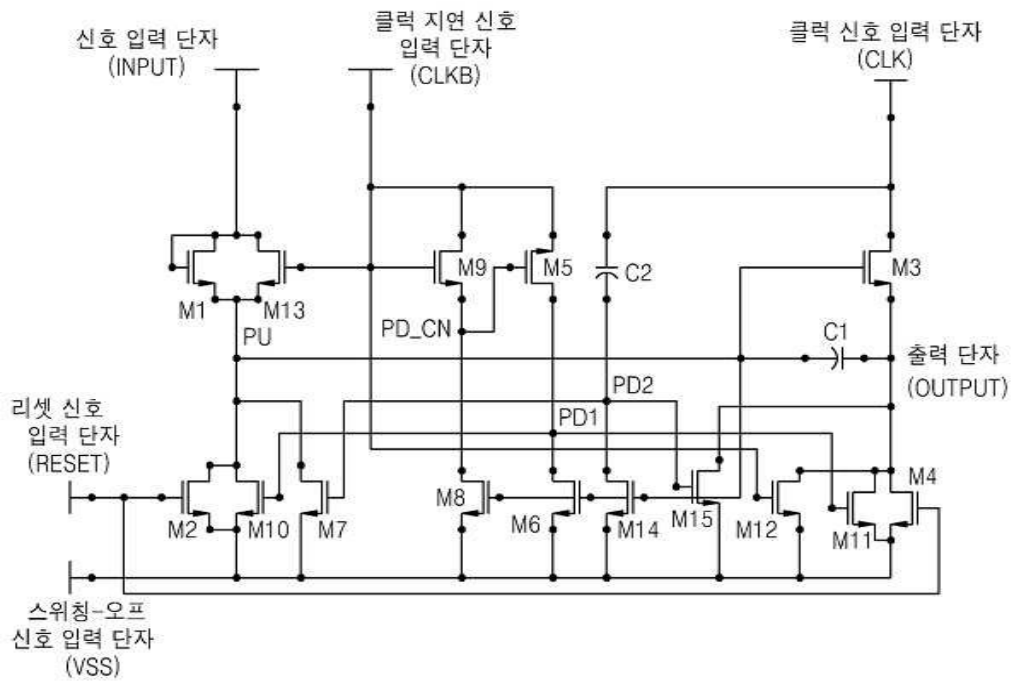 신호 입력 단자
(INPUT)
클럭 지연 신호
입력 단자
(CLKB)
클럭 신호 입력 단자
(CLK)
M1
M13
M9
M5
C2
M3
PU
PD_CN
C1
출력 단자
(OUTPUT)
PD2
PD1
리셋 신호
입력 단자
(RESET)
M2
M10
M7
M8
M6
M14
M15
M12
M11
M4
스위칭-오프
신호 입력 단자
(VSS)